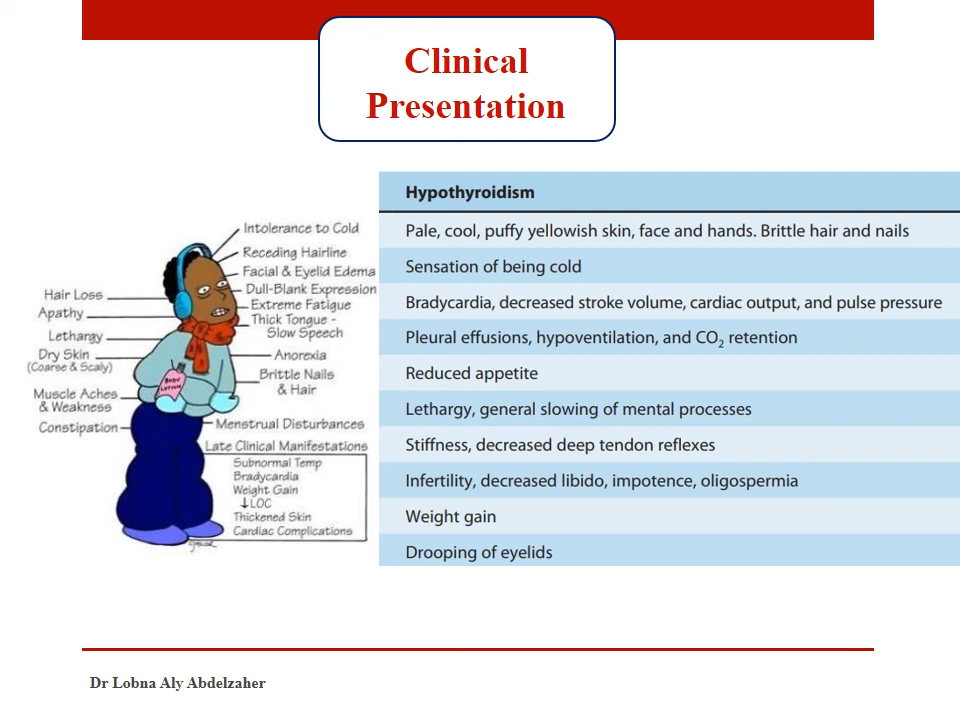 Clinical
Presentation
Intolerance to Cold
Receding Hairline
Facial & Eyelid Edema
Dull-Blank Expression
Extreme Fatigue
Thick Tongue -
Slow Speech
Anorexia
Brittle Nails
& Hair
Menstrual Disturbances
Hair Loss
Apathy
Lethargy
Dry Skin
(Coarse & Scaly)
Muscle Aches
& Weakness
Constipation
BODY
LOTION
Late Clinical Manifestations
Subnormal Temp
Bradycardia
Weight Gain
↓LOC
Thickened Skin
Cardiac Complications
Hypothyroidism
Pale, cool, puffy yellowish skin, face and hands. Brittle hair and nails
Sensation of being cold
Bradycardia, decreased stroke volume, cardiac output, and pulse pressure
Pleural effusions, hypoventilation, and CO₂ retention
Reduced appetite
Lethargy, general slowing of mental processes
Stiffness, decreased deep tendon reflexes
Infertility, decreased libido, impotence, oligospermia
Weight gain
Drooping of eyelids
Dr Lobna Aly Abdelzaher